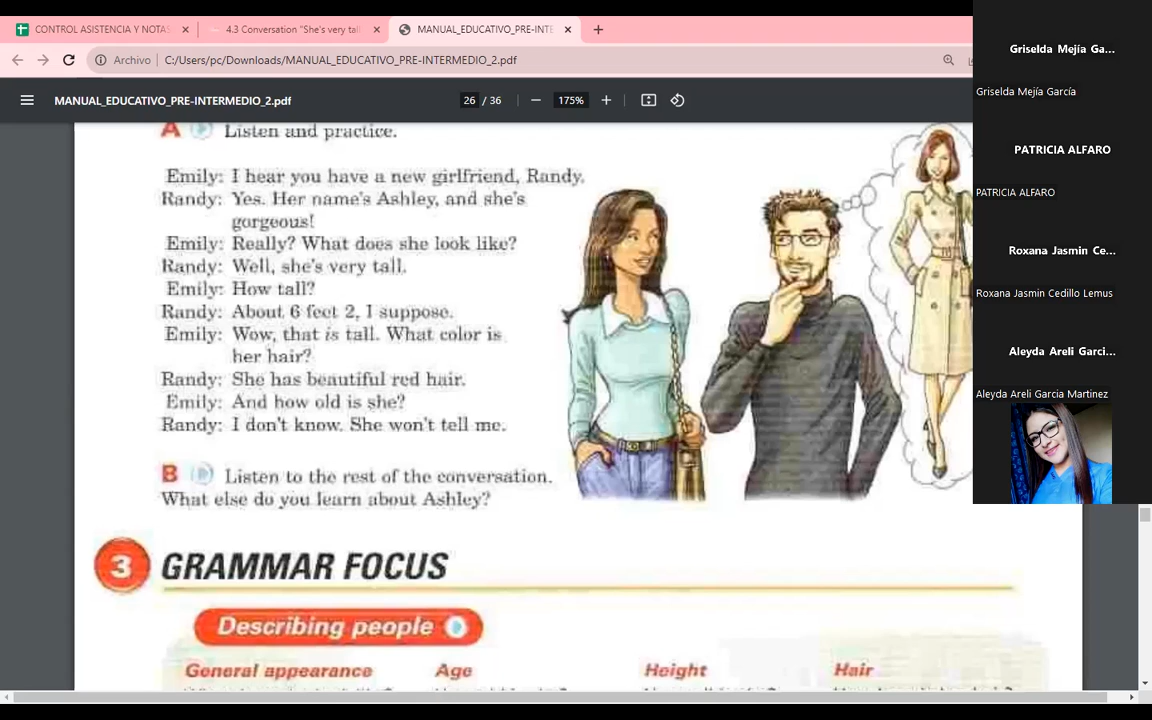 CONTROL ASISTENCIA Y NOTAS
4.3 Conversation "She's very tal
MANUAL_EDUCATIVO_PRE-INTE
Archivo
C:/Users/pc/Downloads/MANUAL_EDUCATIVO_PRE-INTERMEDIO_2.pdf
MANUAL_EDUCATIVO_PRE-INTERMEDIO_2.pdf
26 / 36
175%
A Listen and practice.
Emily: I hear you have a new girlfriend, Randy.
Randy: Yes. Her name's Ashley, and she's
gorgeous!
Emily: Really? What does she look like?
Randy: Well, she's very tall.
Emily: How tall?
Randy: About 6 feet 2, I suppose.
Emily: Wow, that is tall. What color is
her hair?
Randy: She has beautiful red hair.
Emily: And how old is she?
Randy: I don't know. She won't tell me.
B Listen to the rest of the conversation.
What else do you learn about Ashley?
3 GRAMMAR FOCUS
Describing people
General appearance Age Height Hair
Griselda Mejía Ga...
Griselda Mejía García
PATRICIA ALFARO
PATRICIA ALFARO
Roxana Jasmin Ce...
Roxana Jasmin Cedillo Lemus
Aleyda Areli Garci...
Aleyda Areli Garcia Martinez